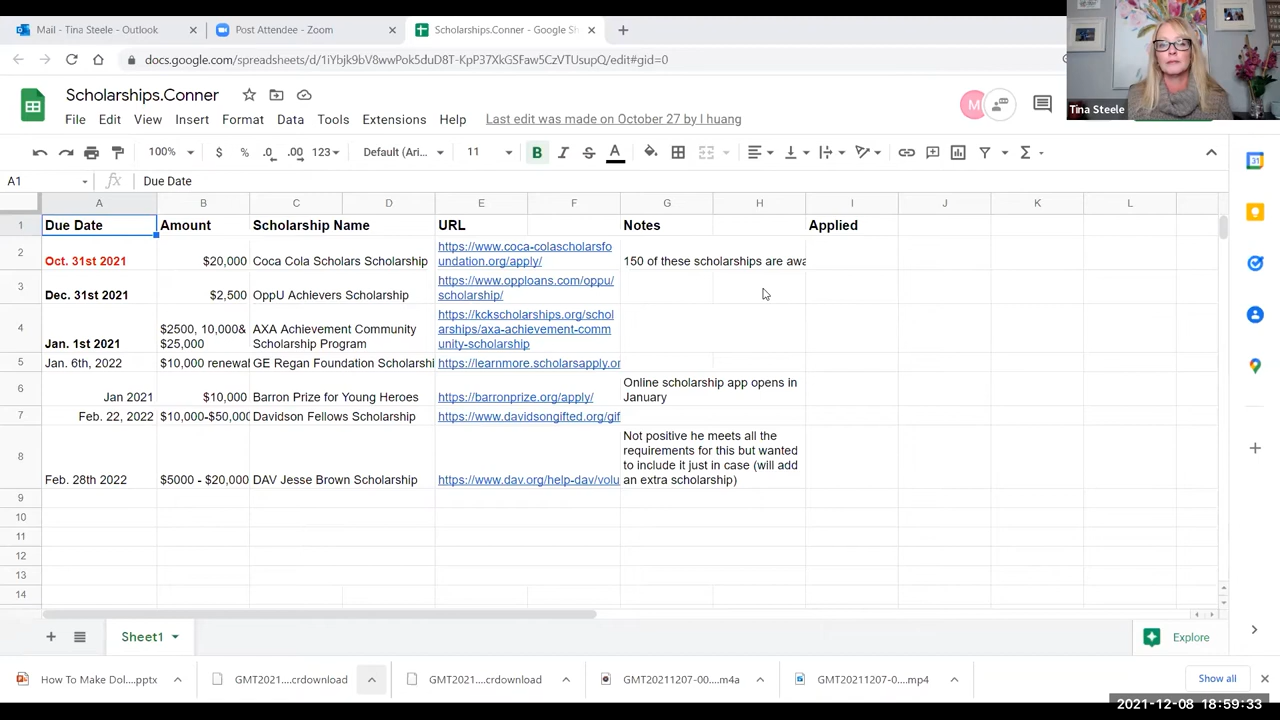 Mail - Tina Steele - Outlook
Post Attendee - Zoom
Scholarships.Conner - Google Sh
docs.google.com/spreadsheets/d/1iYbjk9bG8wwPok5duD8T-KpP37XkGSFaw5CzVTUsupQ/edit#gid=0
Tina Steele
Scholarships.Conner
M
File Edit View Insert Format Data Tools Extensions Help Last edit was made on October 27 by I huang
100% $ % .0 .00 123 Default (Ari... 11 B I S A
31
A1 fx Due Date
A B C D E F G H I J K L
1 Due Date Amount Scholarship Name URL Notes Applied
2 Oct. 31st 2021 $20,000 Coca Cola Scholars Scholarship https://www.coca-colascholarsfo
undation.org/apply/ 150 of these scholarships are awa
3 Dec. 31st 2021 $2,500 OppU Achievers Scholarship https://www.opploans.com/oppu/
scholarship/
4 Jan. 1st 2021 $2500, 10,000&
$25,000 AXA Achievement Community
Scholarship Program https://kckscholarships.org/schol
arships/axa-achievement-comm
unity-scholarship
5 Jan. 6th, 2022 $10,000 renewal GE Regan Foundation Scholarshi https://learnmore.scholarsapply.or
6 Jan 2021 $10,000 Barron Prize for Young Heroes https://barronprize.org/apply/ Online scholarship app opens in
January
7 Feb. 22, 2022 $10,000-$50,000 Davidson Fellows Scholarship https://www.davidsongifted.org/gif
8 Feb. 28th 2022 $5000 - $20,000 DAV Jesse Brown Scholarship https://www.dav.org/help-dav/volu Not positive he meets all the
requirements for this but wanted
to include it just in case (will add
an extra scholarship)
9
10
11
12
13
14
Sheet1
Explore
How To Make Dol....pptx
GMT2021....crdownload
GMT2021....crdownload
GMT20211207-00....m4a
GMT20211207-0....mp4
Show all
2021-12-08 18:59:33